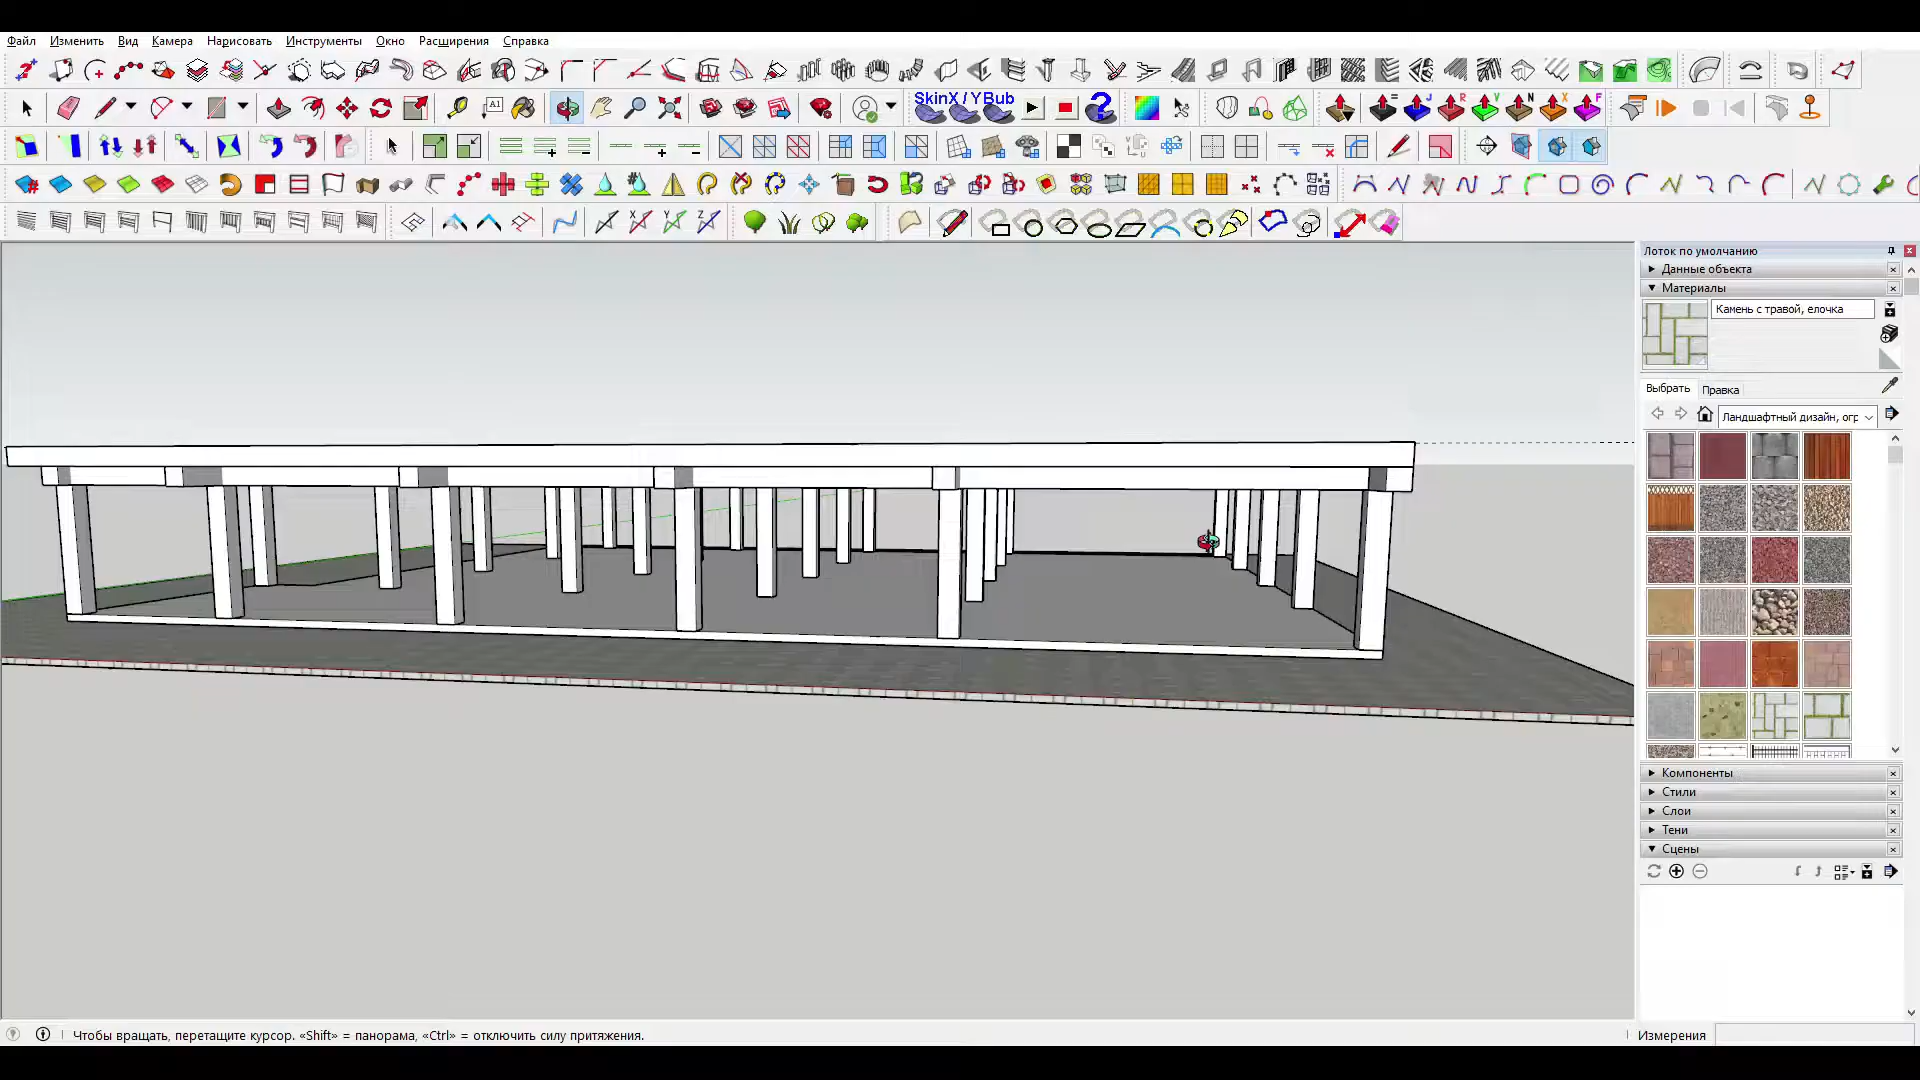 Файл Изменить Вид Камера Нарисовать Инструменты Окно Расширения Справка
A1
SkinX / YBub
Лоток по умолчанию
Данные объекта
Материалы
Камень с травой, елочка
Выбрать Правка
Ландшафтный дизайн, огр
Компоненты
Стили
Слои
Тени
Сцены
Чтобы вращать, перетащите курсор. «Shift» = панорама, «Ctrl» = отключить силу притяжения.
Измерения